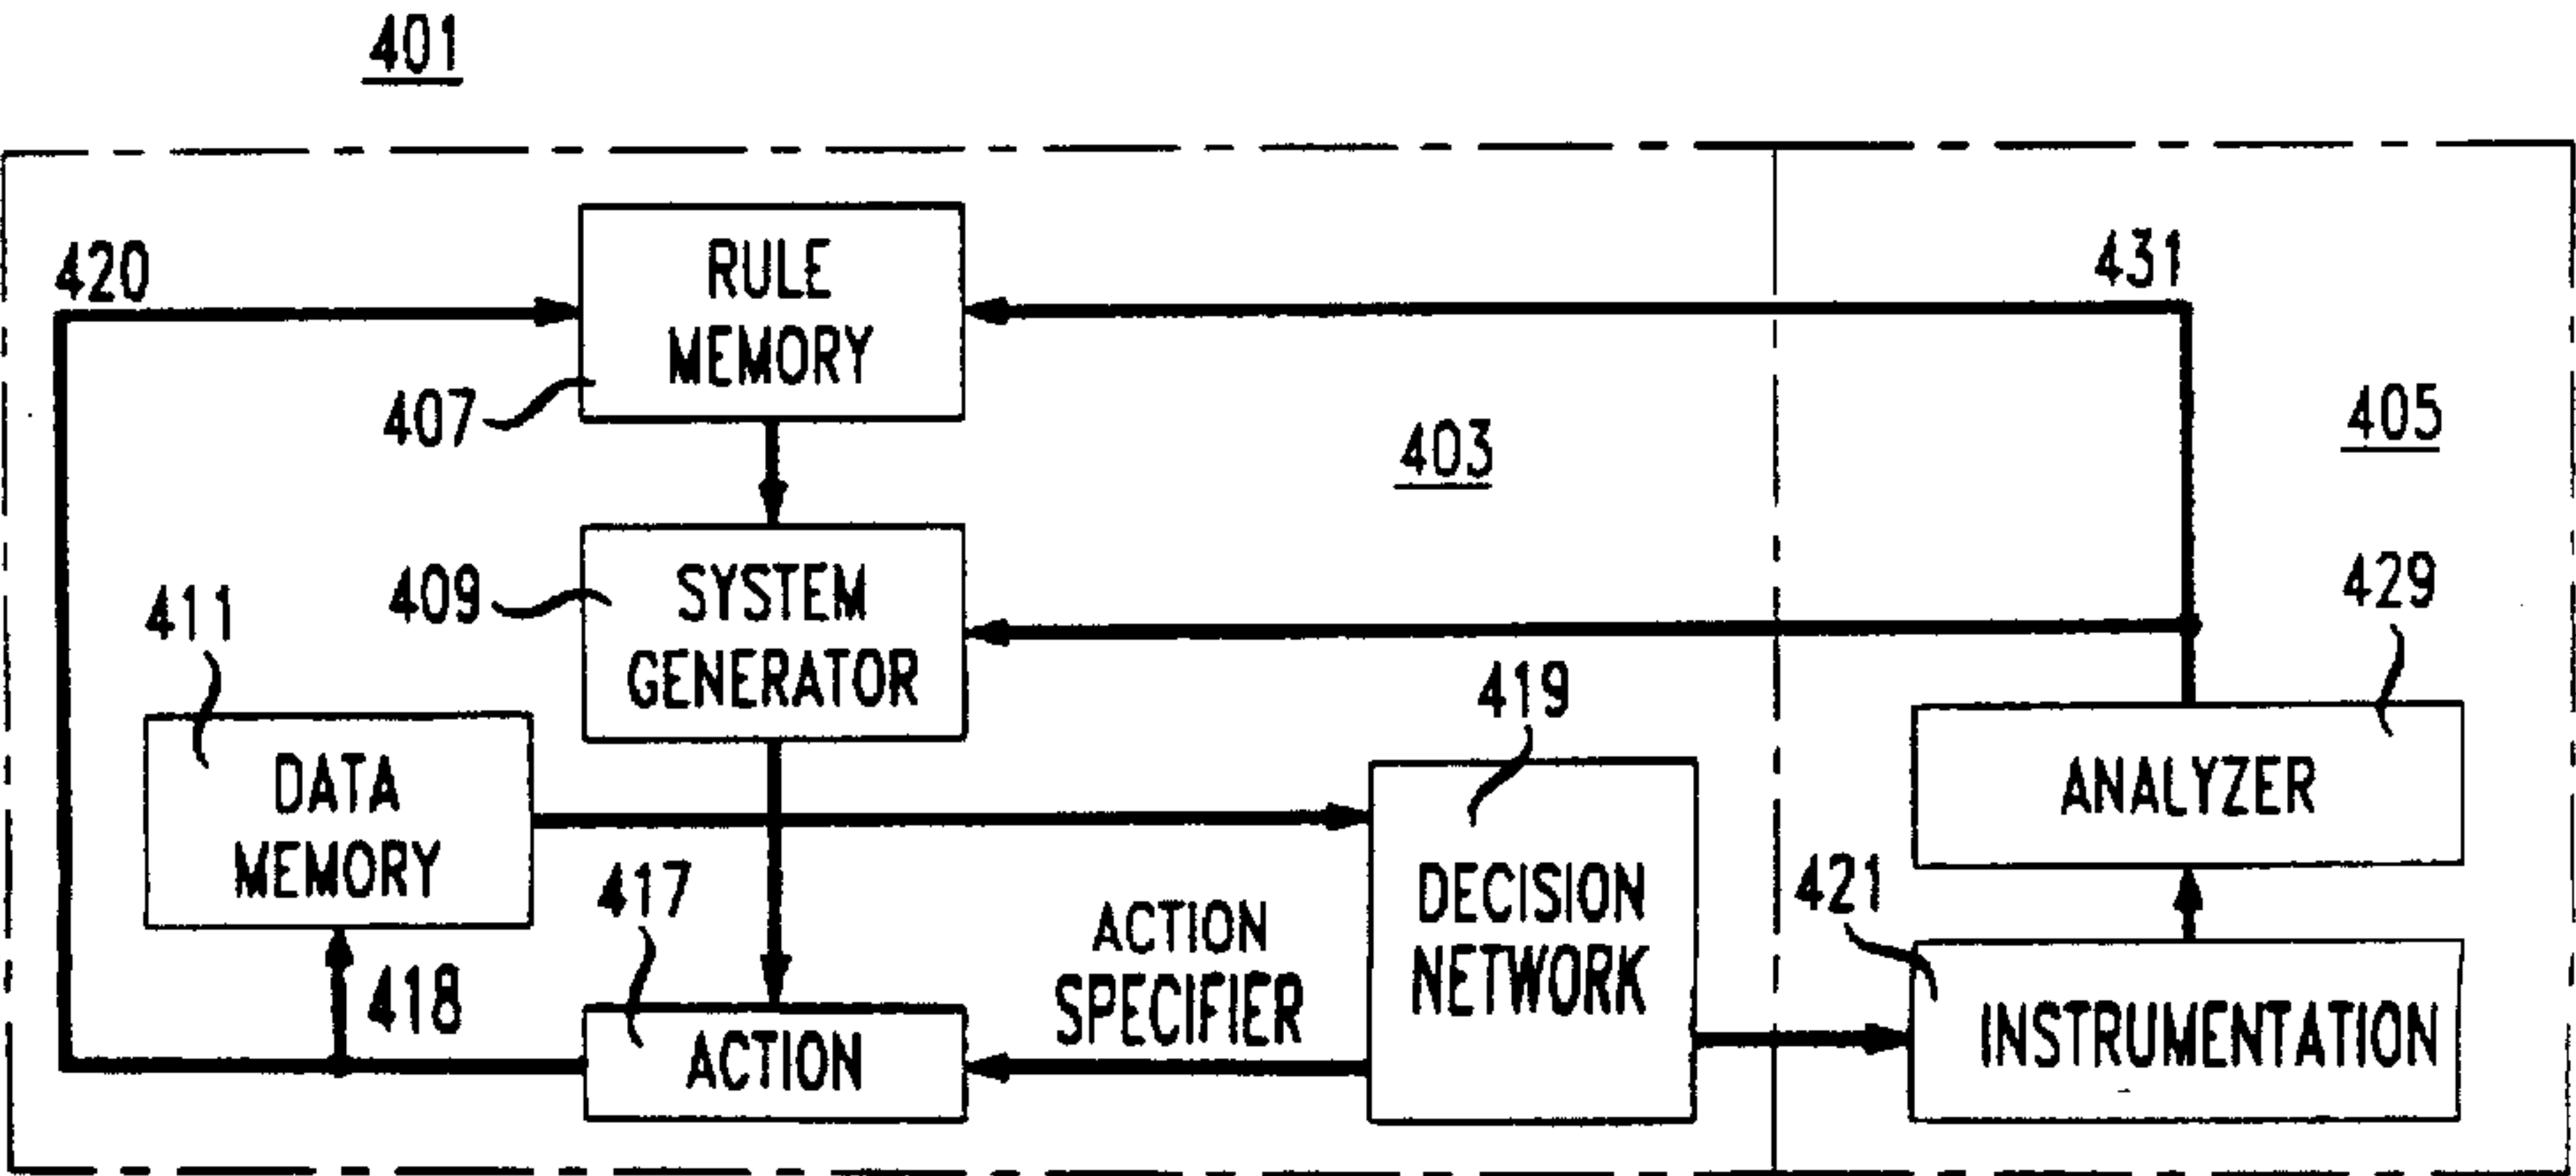 401
420
RULE
MEMORY
407
431
403
405
409
SYSTEM
GENERATOR
411
DATA
MEMORY
419
429
ANALYZER
417
418
ACTION
ACTION
SPECIFIER
DECISION
NETWORK
421
INSTRUMENTATION